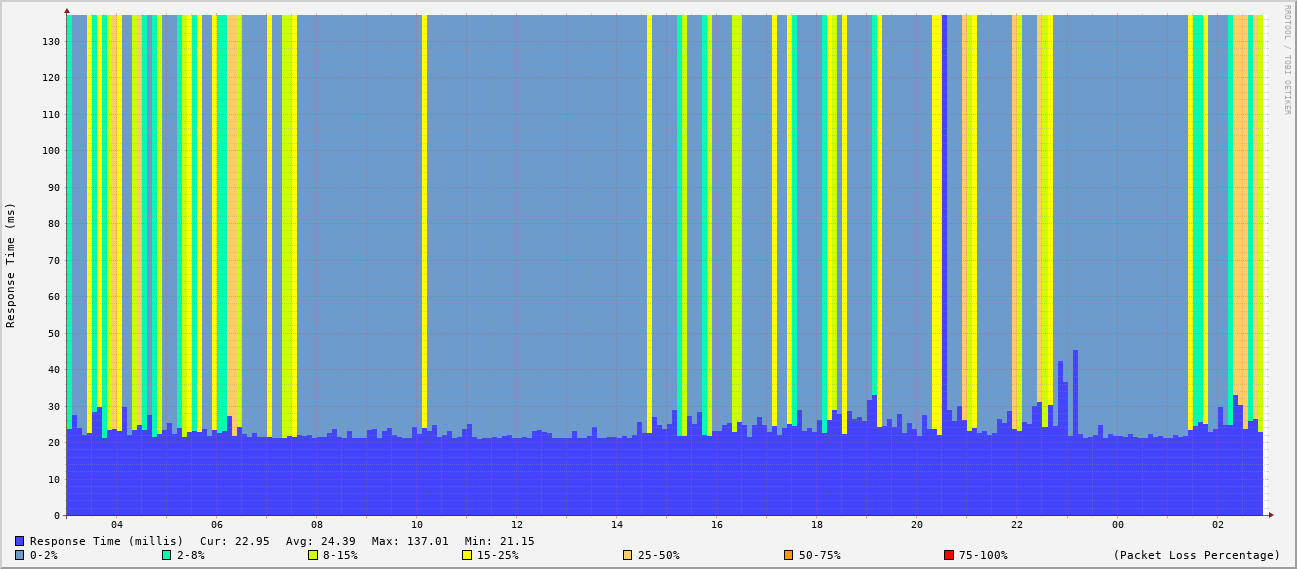 RRDTOOL / TOBI OETIKER
Response Time (ms)
130
120
110
100
90
80
70
60
50
40
30
20
10
0
04 06 08 10 12 14 16 18 20 22 00 02
Response Time (millis) Cur: 22.95 Avg: 24.39 Max: 137.01 Min: 21.15
0-2% 2-8% 8-15% 15-25% 25-50% 50-75% 75-100% (Packet Loss Percentage)